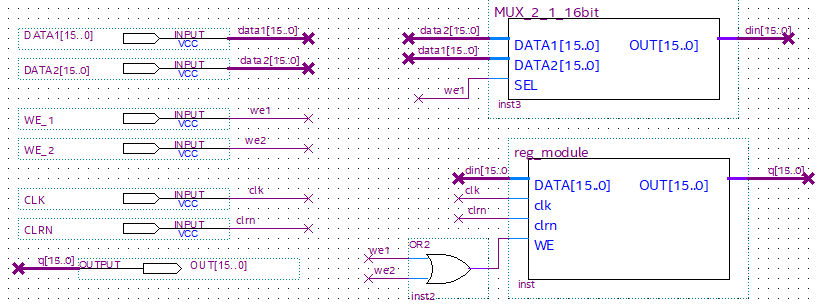 DATA1[15..0] INPUT VCC data1[15..0]
DATA2[15..0] INPUT VCC data2[15..0]
WE_1 INPUT VCC we1
WE_2 INPUT VCC we2
CLK INPUT VCC clk
CLRN INPUT VCC clrn
q[15..0] OUTPUT OUT[15..0]
MUX_2_1_16bit
data2[15..0] DATA1[15..0] OUT[15..0] din[15..0]
data1[15..0] DATA2[15..0]
we1 SEL
inst3
reg_module
din[15..0] DATA[15..0] OUT[15..0] q[15..0]
clk clk
clrn clrn
WE
OR2
we1
we2
inst2
inst